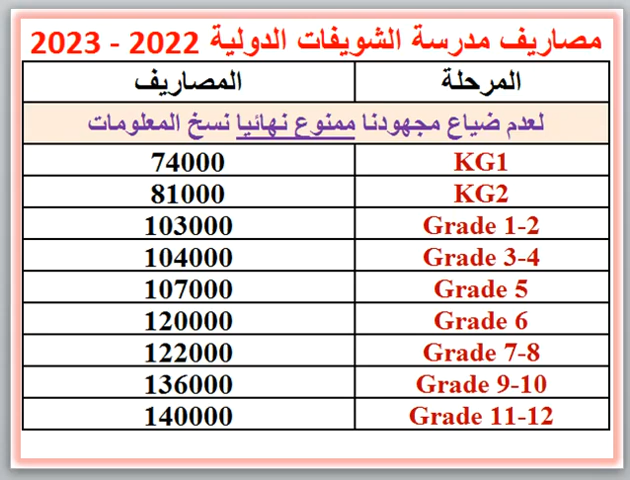 مصاريف مدرسة الشويفات الدولية 2022 - 2023
المرحلة المصاريف
لعدم ضياع مجهودنا ممنوع نهائيا نسخ المعلومات
KG1 74000
KG2 81000
Grade 1-2 103000
Grade 3-4 104000
Grade 5 107000
Grade 6 120000
Grade 7-8 122000
Grade 9-10 136000
Grade 11-12 140000